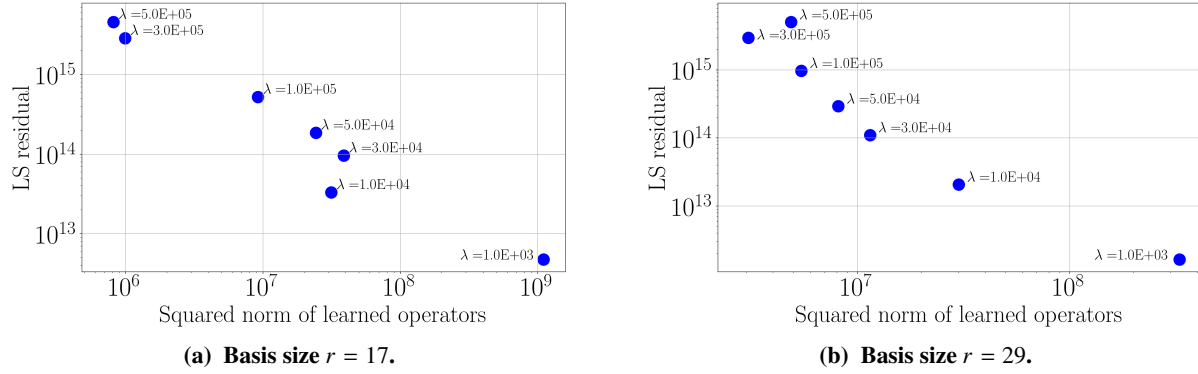 λ =5.0E+05
λ =3.0E+05
λ =1.0E+05
λ =5.0E+04
λ =3.0E+04
λ =1.0E+04
λ =1.0E+03
10^15
10^14
10^13
LS residual
10^6 10^7 10^8 10^9
Squared norm of learned operators
(a) Basis size r = 17.
λ =5.0E+05
λ =3.0E+05
λ =1.0E+05
λ =5.0E+04
λ =3.0E+04
λ =1.0E+04
λ =1.0E+03
10^15
10^14
10^13
LS residual
10^7 10^8
Squared norm of learned operators
(b) Basis size r = 29.